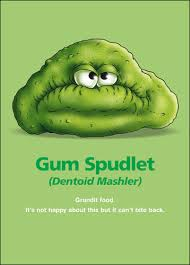 Gum Spudlet
(Dentoid Mashler)
Grundit food
It's not happy about this but it can't bite back.